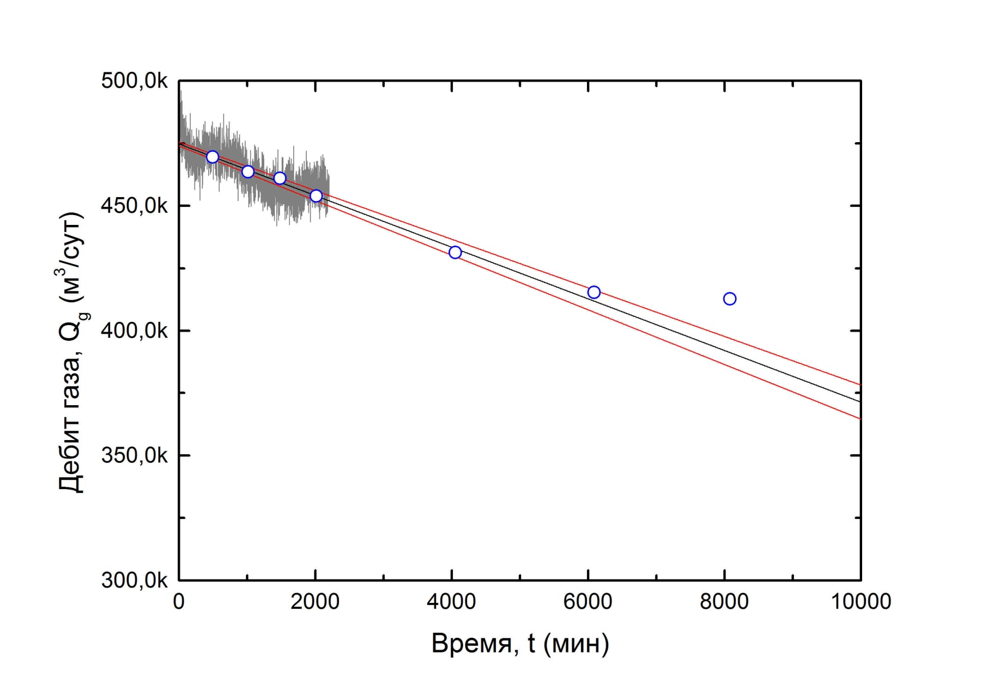 500,0k
450,0k
400,0k
350,0k
300,0k
0 2000 4000 6000 8000 10000
Время, t (мин)
Дебит газа, Qg (м³/сут)